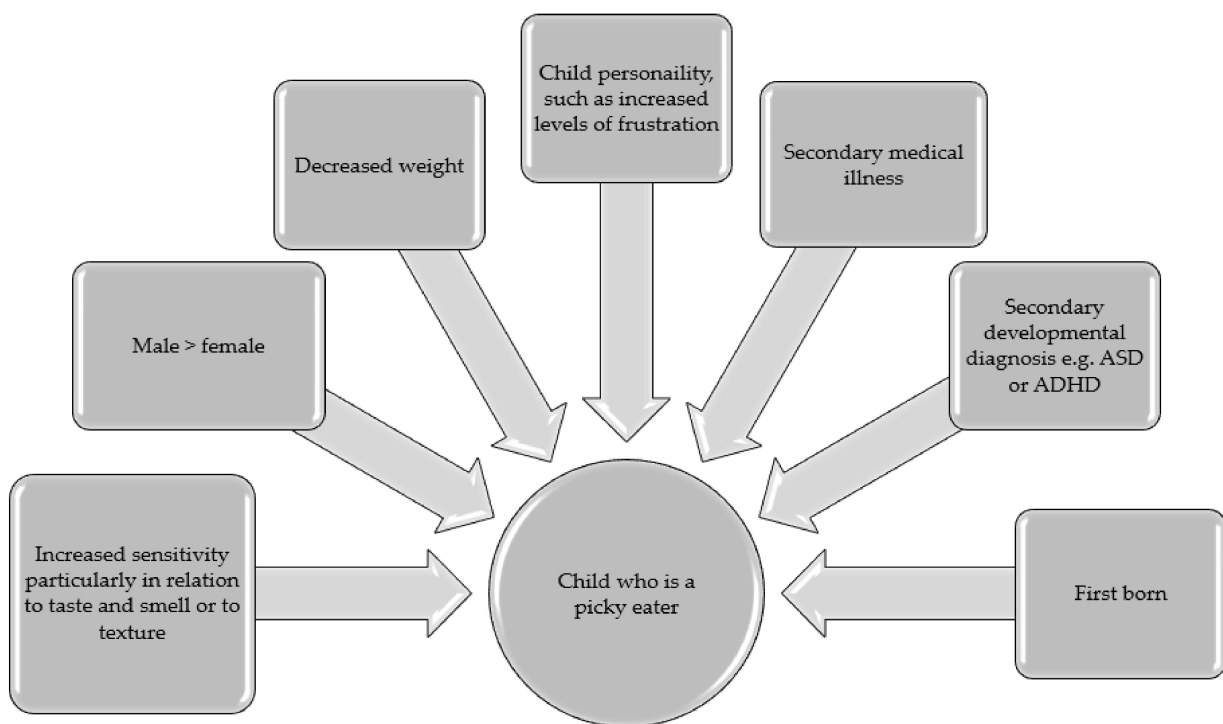 Child personaility,
such as increased
levels of frustration
Decreased weight
Secondary medical
illness
Male > female
Secondary
developmental
diagnosis e.g. ASD
or ADHD
Increased sensitivity
particularly in relation
to taste and smell or to
texture
Child who is a
picky eater
First born